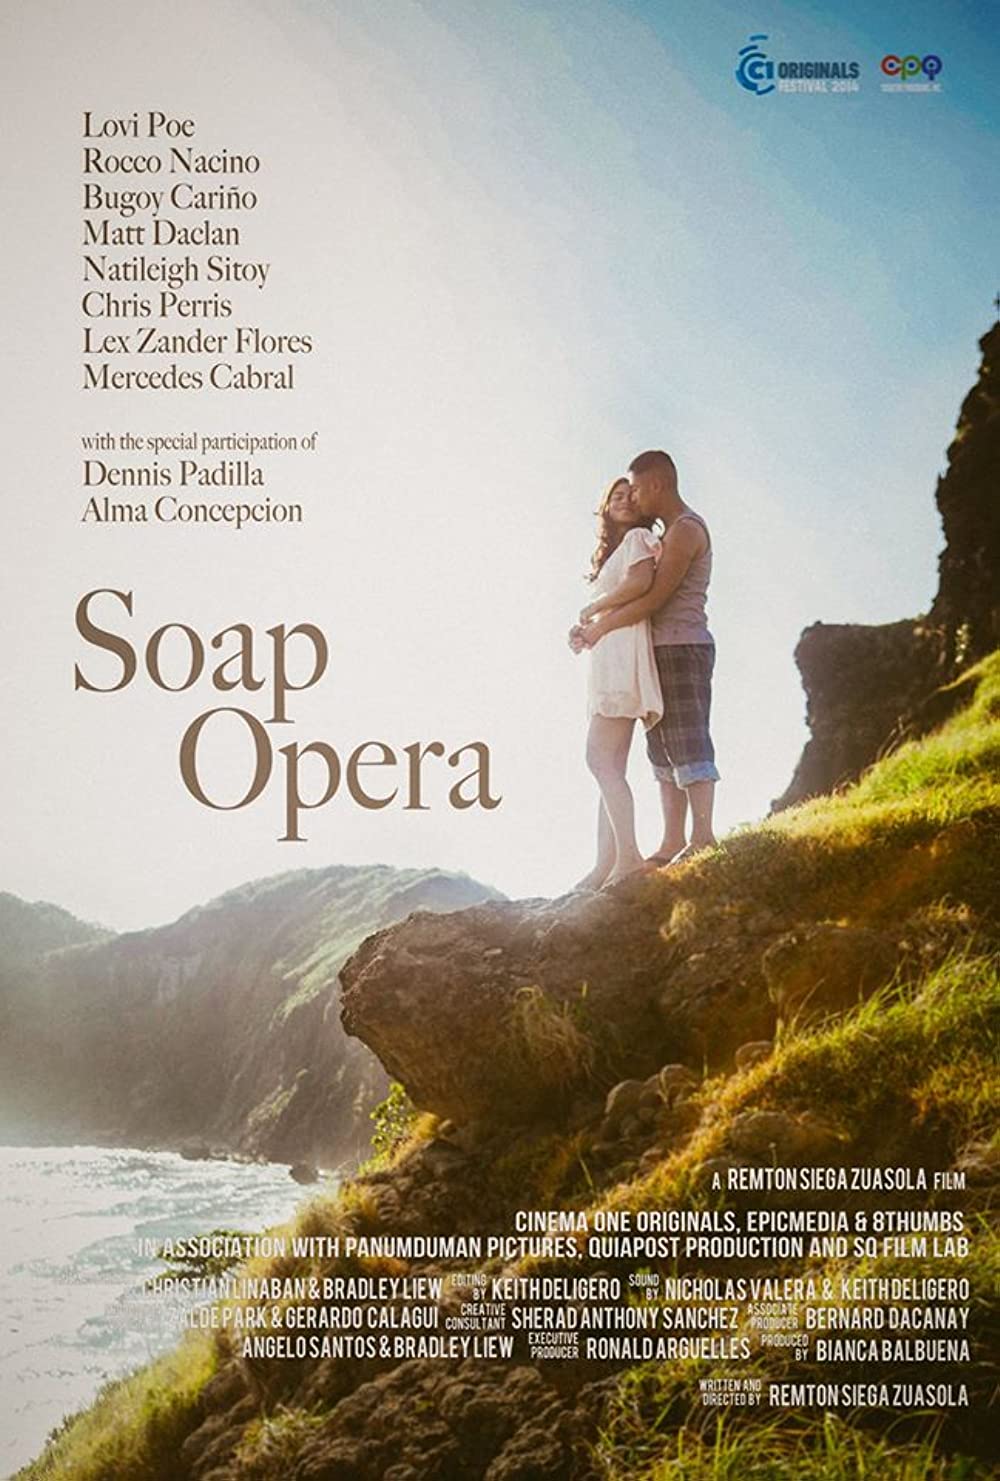 C1 ORIGINALS
FESTIVAL 2014
cpq
Lovi Poe
Rocco Nacino
Bugoy Cariño
Matt Daclan
Natileigh Sitoy
Chris Perris
Lex Zander Flores
Mercedes Cabral
with the special participation of
Dennis Padilla
Alma Concepcion
Soap
Opera
A REMTON SIEGA ZUASOLA FILM
CINEMA ONE ORIGINALS, EPICMEDIA & 8THUMBS
IN ASSOCIATION WITH PANUMDUMAN PICTURES, QUIAPOST PRODUCTION AND SQ FILM LAB
CHRISTIAN LINABAN & BRADLEY LIEW EDITING BY KEITH DELIGERO SOUND BY NICHOLAS VALERA & KEITH DELIGERO
PARK & GERARDO CALAGUI CREATIVE CONSULTANT SHERAD ANTHONY SANCHEZ ASSOCIATE PRODUCER BERNARD DACANAY
ANGELO SANTOS & BRADLEY LIEW EXECUTIVE PRODUCER RONALD ARGUELLES PRODUCED BY BIANCA BALBUENA
WRITTEN AND DIRECTED BY REMTON SIEGA ZUASOLA